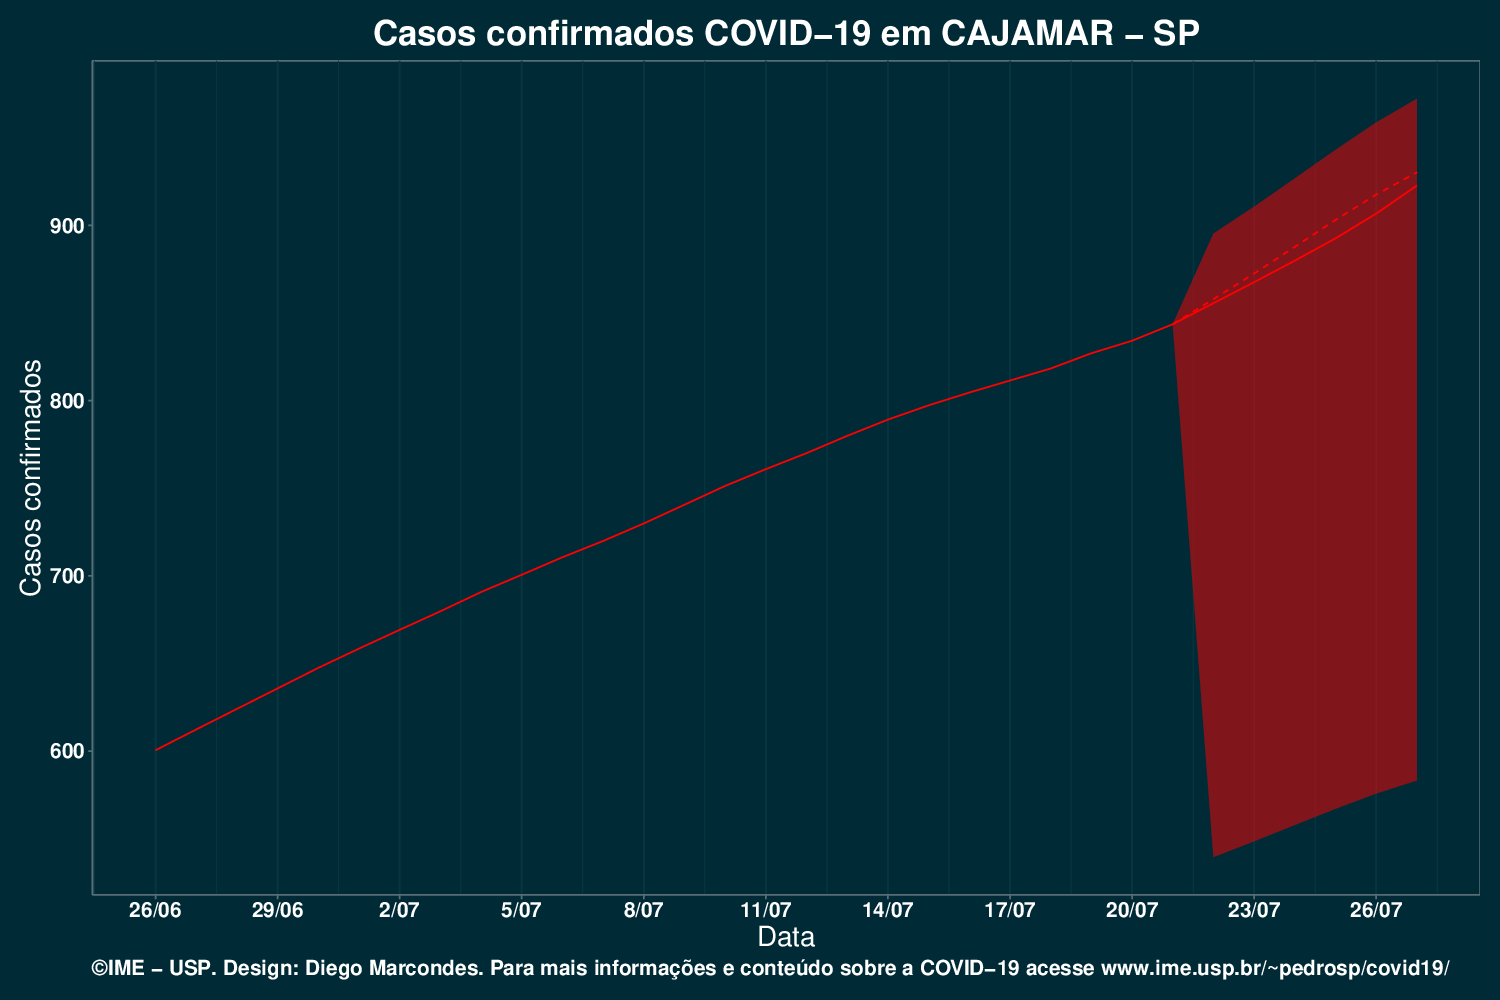 Casos confirmados COVID−19 em CAJAMAR − SP
Casos confirmados
900
800
700
600
26/06 29/06 2/07 5/07 8/07 11/07 14/07 17/07 20/07 23/07 26/07
Data
©IME − USP. Design: Diego Marcondes. Para mais informações e conteúdo sobre a COVID−19 acesse www.ime.usp.br/~pedrosp/covid19/